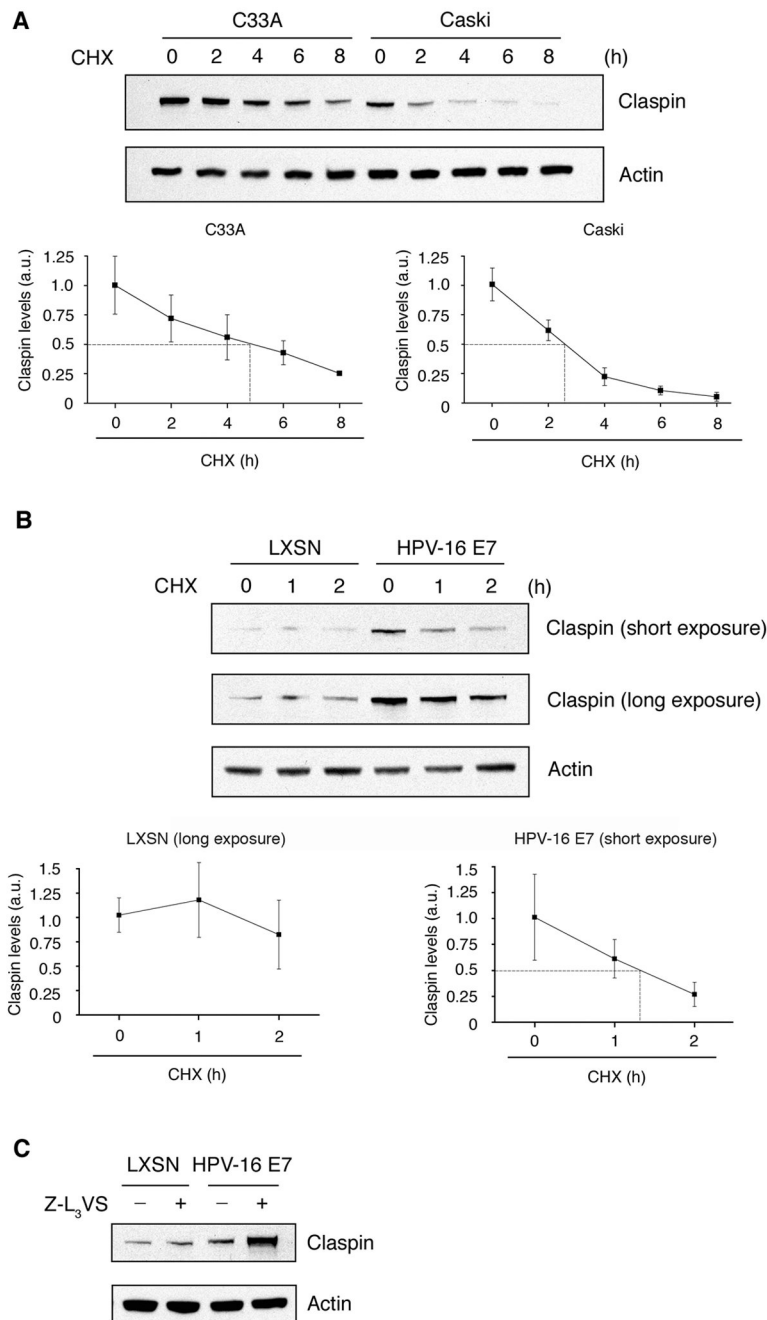 A
C33A Caski
CHX 0 2 4 6 8 0 2 4 6 8 (h)
Claspin
Actin
C33A
Claspin levels (a.u.)
1.25
1.0
0.75
0.5
0.25
0
0 2 4 6 8
CHX (h)
Caski
Claspin levels (a.u.)
1.25
1.0
0.75
0.5
0.25
0
0 2 4 6 8
CHX (h)
B
LXSN HPV-16 E7
CHX 0 1 2 0 1 2 (h)
Claspin (short exposure)
Claspin (long exposure)
Actin
LXSN (long exposure)
Claspin levels (a.u.)
1.5
1.25
1.0
0.75
0.5
0.25
0
0 1 2
CHX (h)
HPV-16 E7 (short exposure)
Claspin levels (a.u.)
1.5
1.25
1.0
0.75
0.5
0.25
0
0 1 2
CHX (h)
C
LXSN HPV-16 E7
Z-L₃VS – + – +
Claspin
Actin